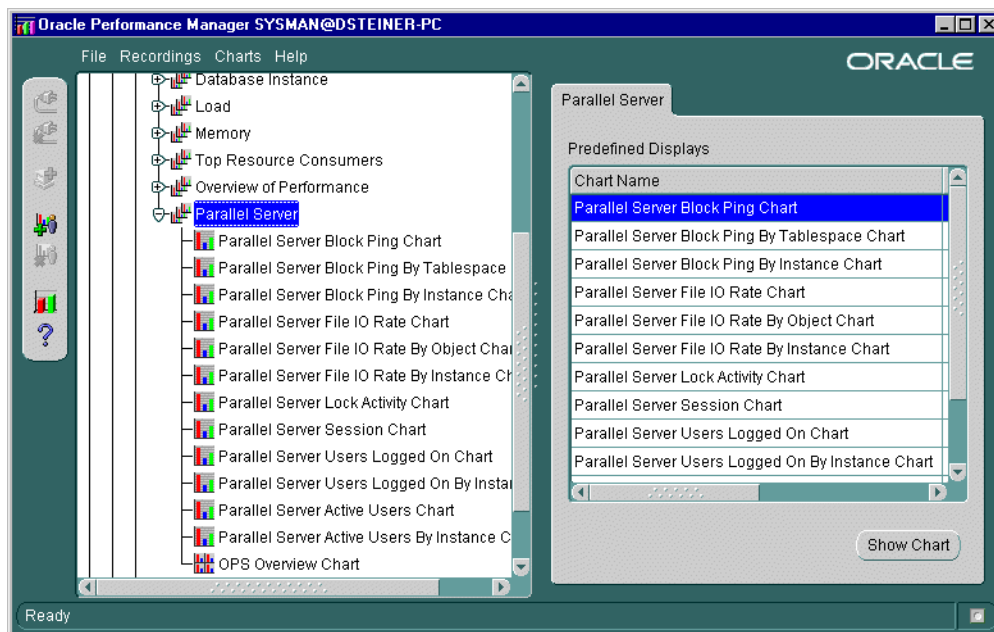 Oracle Performance Manager SYSMAN@DSTEINER-PC
File Recordings Charts Help
ORACLE
Database Instance
Load
Memory
Top Resource Consumers
Overview of Performance
Parallel Server
Parallel Server Block Ping Chart
Parallel Server Block Ping By Tablespace
Parallel Server Block Ping By Instance Cha
Parallel Server File IO Rate Chart
Parallel Server File IO Rate By Object Char
Parallel Server File IO Rate By Instance Ch
Parallel Server Lock Activity Chart
Parallel Server Session Chart
Parallel Server Users Logged On Chart
Parallel Server Users Logged On By Instar
Parallel Server Active Users Chart
Parallel Server Active Users By Instance C
OPS Overview Chart
Parallel Server
Predefined Displays
Chart Name
Parallel Server Block Ping Chart
Parallel Server Block Ping By Tablespace Chart
Parallel Server Block Ping By Instance Chart
Parallel Server File IO Rate Chart
Parallel Server File IO Rate By Object Chart
Parallel Server File IO Rate By Instance Chart
Parallel Server Lock Activity Chart
Parallel Server Session Chart
Parallel Server Users Logged On Chart
Parallel Server Users Logged On By Instance Chart
Show Chart
Ready